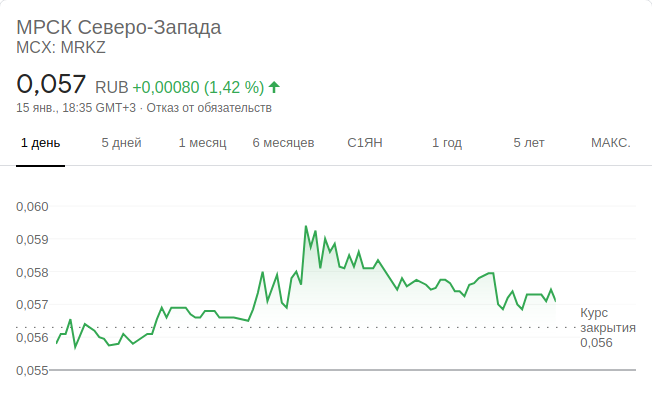 МРСК Северо-Запада
MCX: MRKZ
0,057 RUB +0,00080 (1,42 %)
15 янв., 18:35 GMT+3 · Отказ от обязательств
1 день 5 дней 1 месяц 6 месяцев С1ЯН 1 год 5 лет МАКС.
0,060
0,059
0,058
0,057
0,056
0,055
Курс
закрытия
0,056